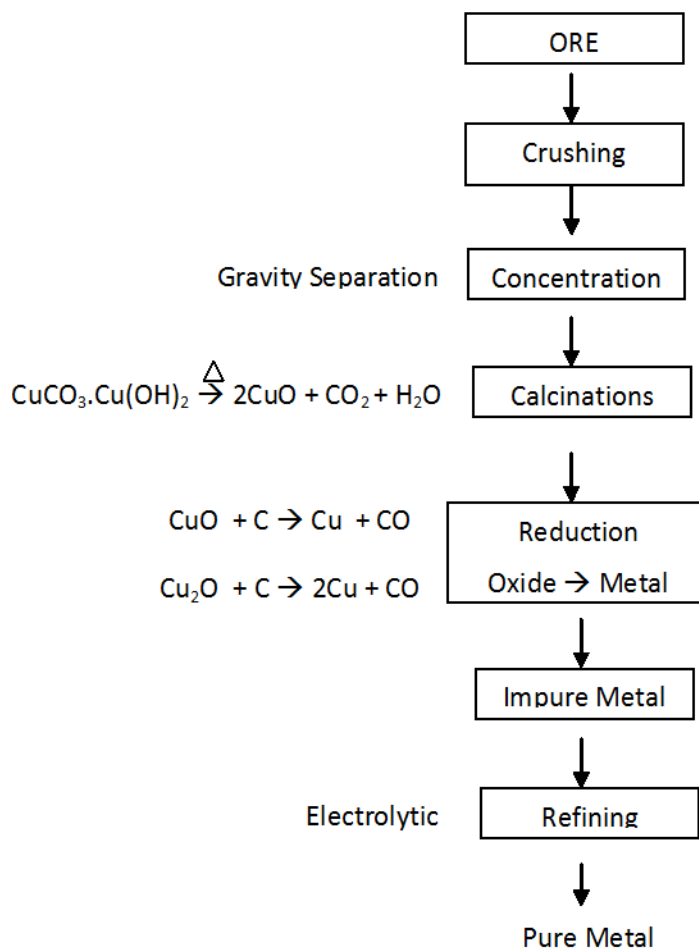 ORE
Crushing
Gravity Separation Concentration
CuCO₃.Cu(OH)₂ △→ 2CuO + CO₂ + H₂O Calcinations
CuO + C → Cu + CO Reduction
Cu₂O + C → 2Cu + CO Oxide → Metal
Impure Metal
Electrolytic Refining
Pure Metal